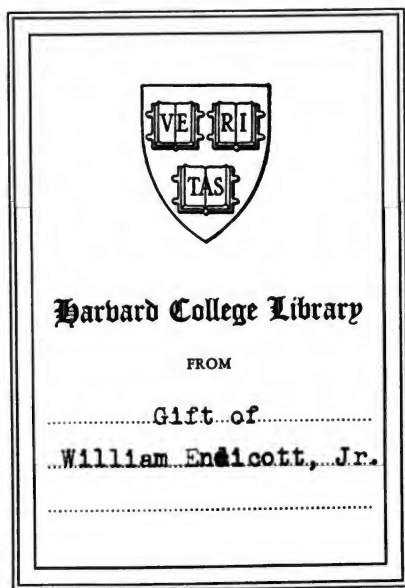 VE RI
TAS
Harvard College Library
FROM
Gift of
William Endicott, Jr.